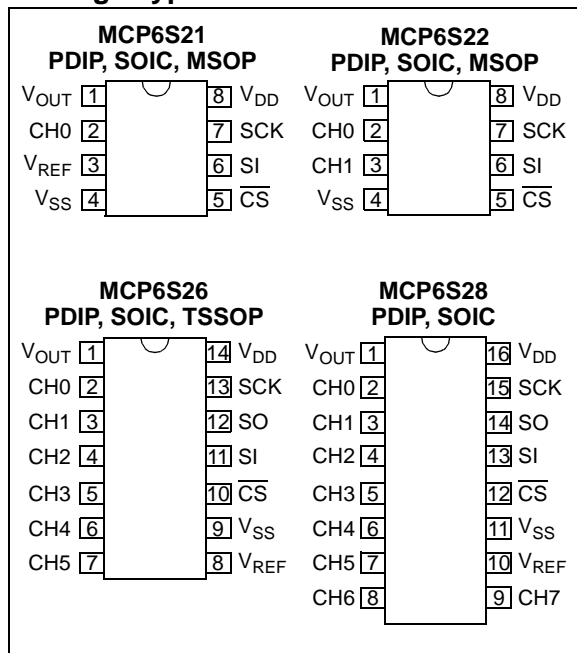 MCP6S21
PDIP, SOIC, MSOP
VOUT 1 8 VDD
CH0 2 7 SCK
VREF 3 6 SI
VSS 4 5 CS
MCP6S22
PDIP, SOIC, MSOP
VOUT 1 8 VDD
CH0 2 7 SCK
CH1 3 6 SI
VSS 4 5 CS
MCP6S26
PDIP, SOIC, TSSOP
VOUT 1 14 VDD
CH0 2 13 SCK
CH1 3 12 SO
CH2 4 11 SI
CH3 5 10 CS
CH4 6 9 VSS
CH5 7 8 VREF
MCP6S28
PDIP, SOIC
VOUT 1 16 VDD
CH0 2 15 SCK
CH1 3 14 SO
CH2 4 13 SI
CH3 5 12 CS
CH4 6 11 VSS
CH5 7 10 VREF
CH6 8 9 CH7